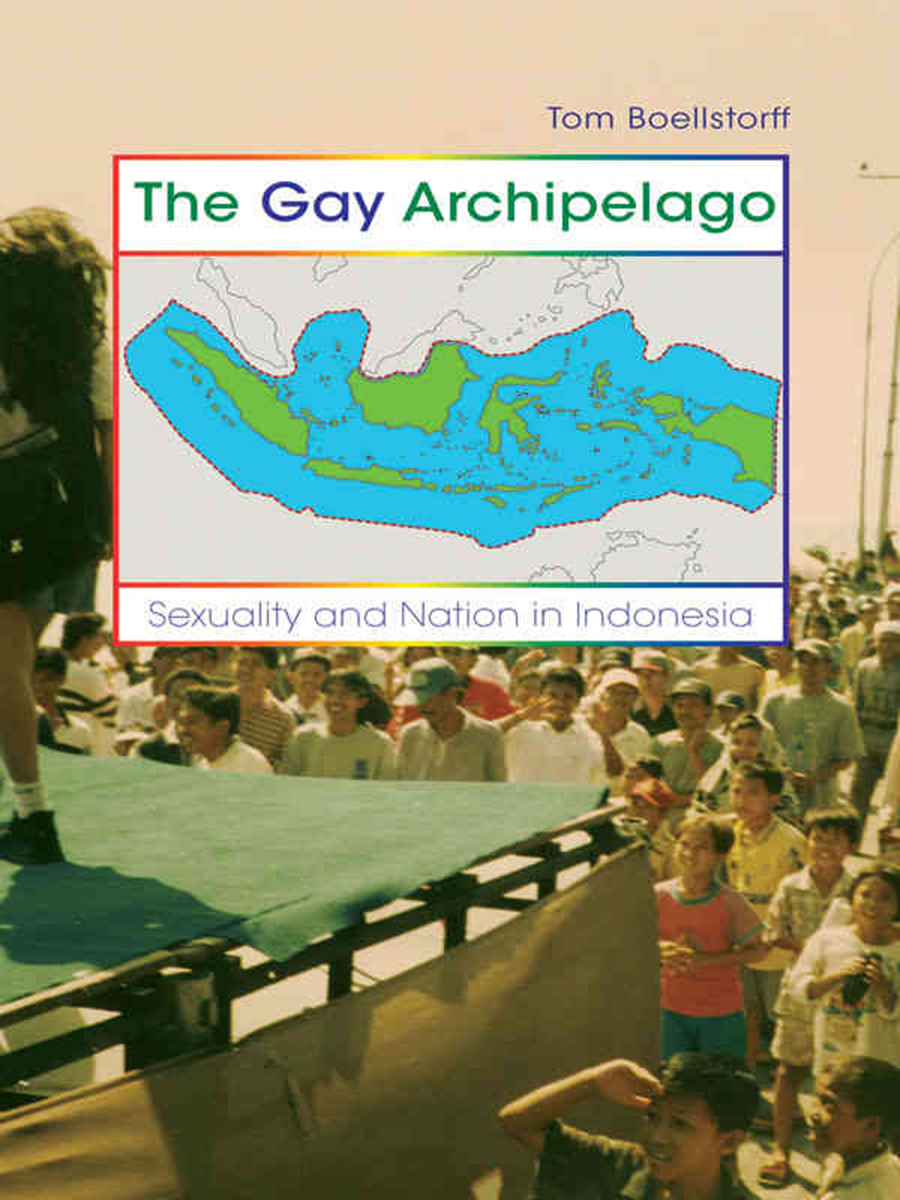 Tom Boellstorff
The Gay Archipelago
Sexuality and Nation in Indonesia